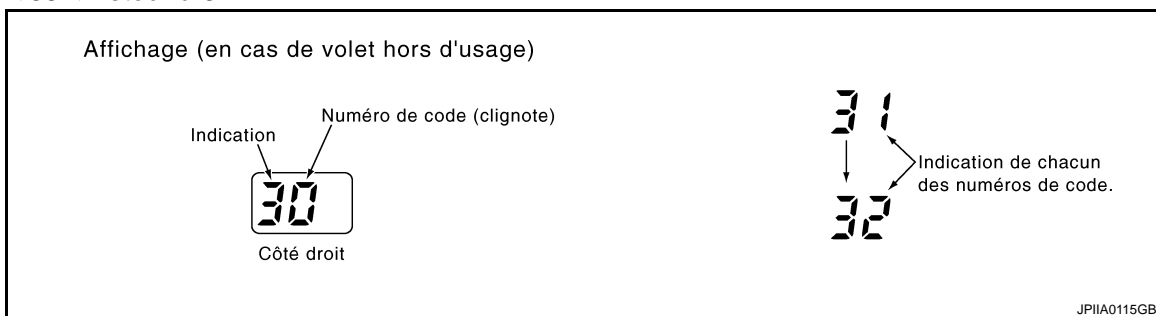 Affichage (en cas de volet hors d'usage)
Numéro de code (clignote)
Indication
30
Côté droit
31
Indication de chacun
des numéros de code.
32
JPIIA0115GB